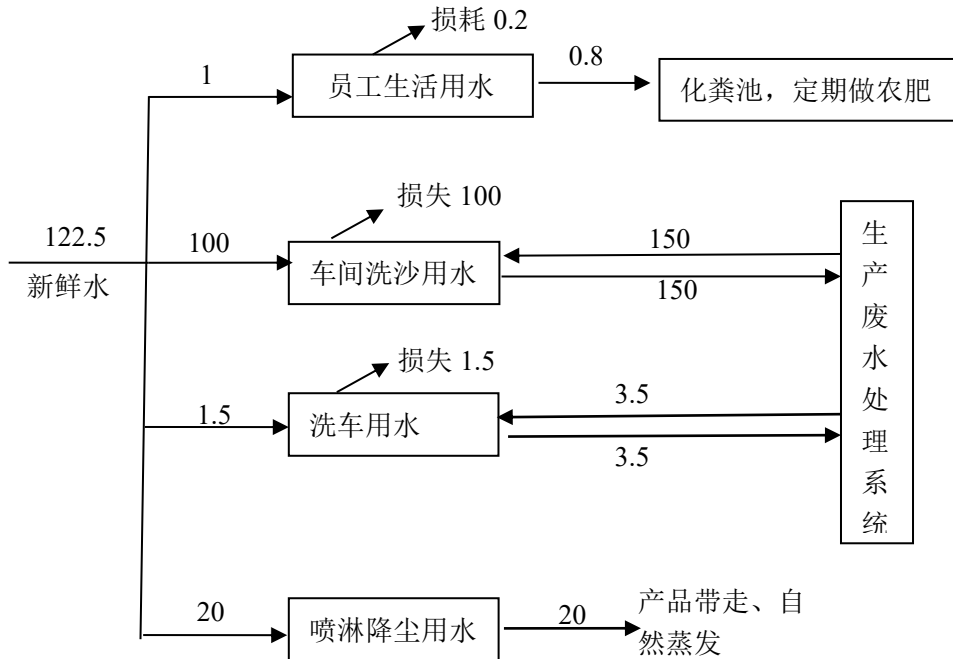 损耗 0.2
1
员工生活用水
0.8
化粪池，定期做农肥
损失 100
122.5
新鲜水
100
车间洗沙用水
150
150
生产废水处理系统
损失 1.5
1.5
洗车用水
3.5
3.5
20
喷淋降尘用水
20
产品带走、自
然蒸发